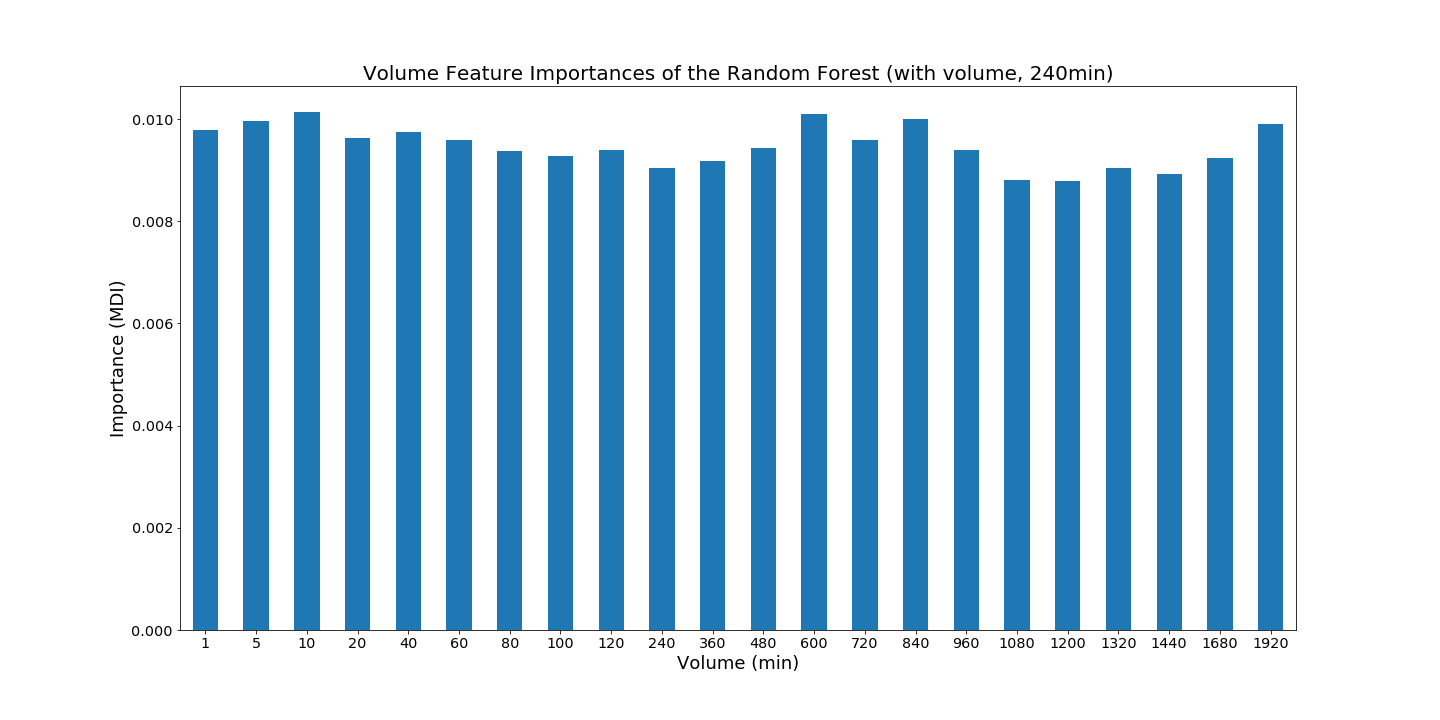 Volume Feature Importances of the Random Forest (with volume, 240min)
0.010
0.008
0.006
0.004
0.002
0.000
Importance (MDI)
1 5 10 20 40 60 80 100 120 240 360 480 600 720 840 960 1080 1200 1320 1440 1680 1920
Volume (min)